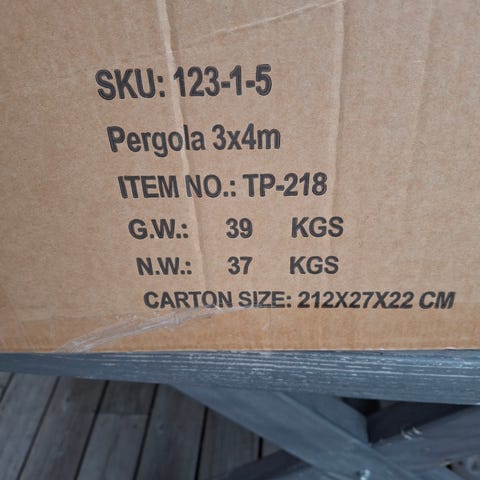 SKU: 123-1-5
Pergola 3x4m
ITEM NO.: TP-218
G.W.: 39 KGS
N.W.: 37 KGS
CARTON SIZE: 212X27X22 CM